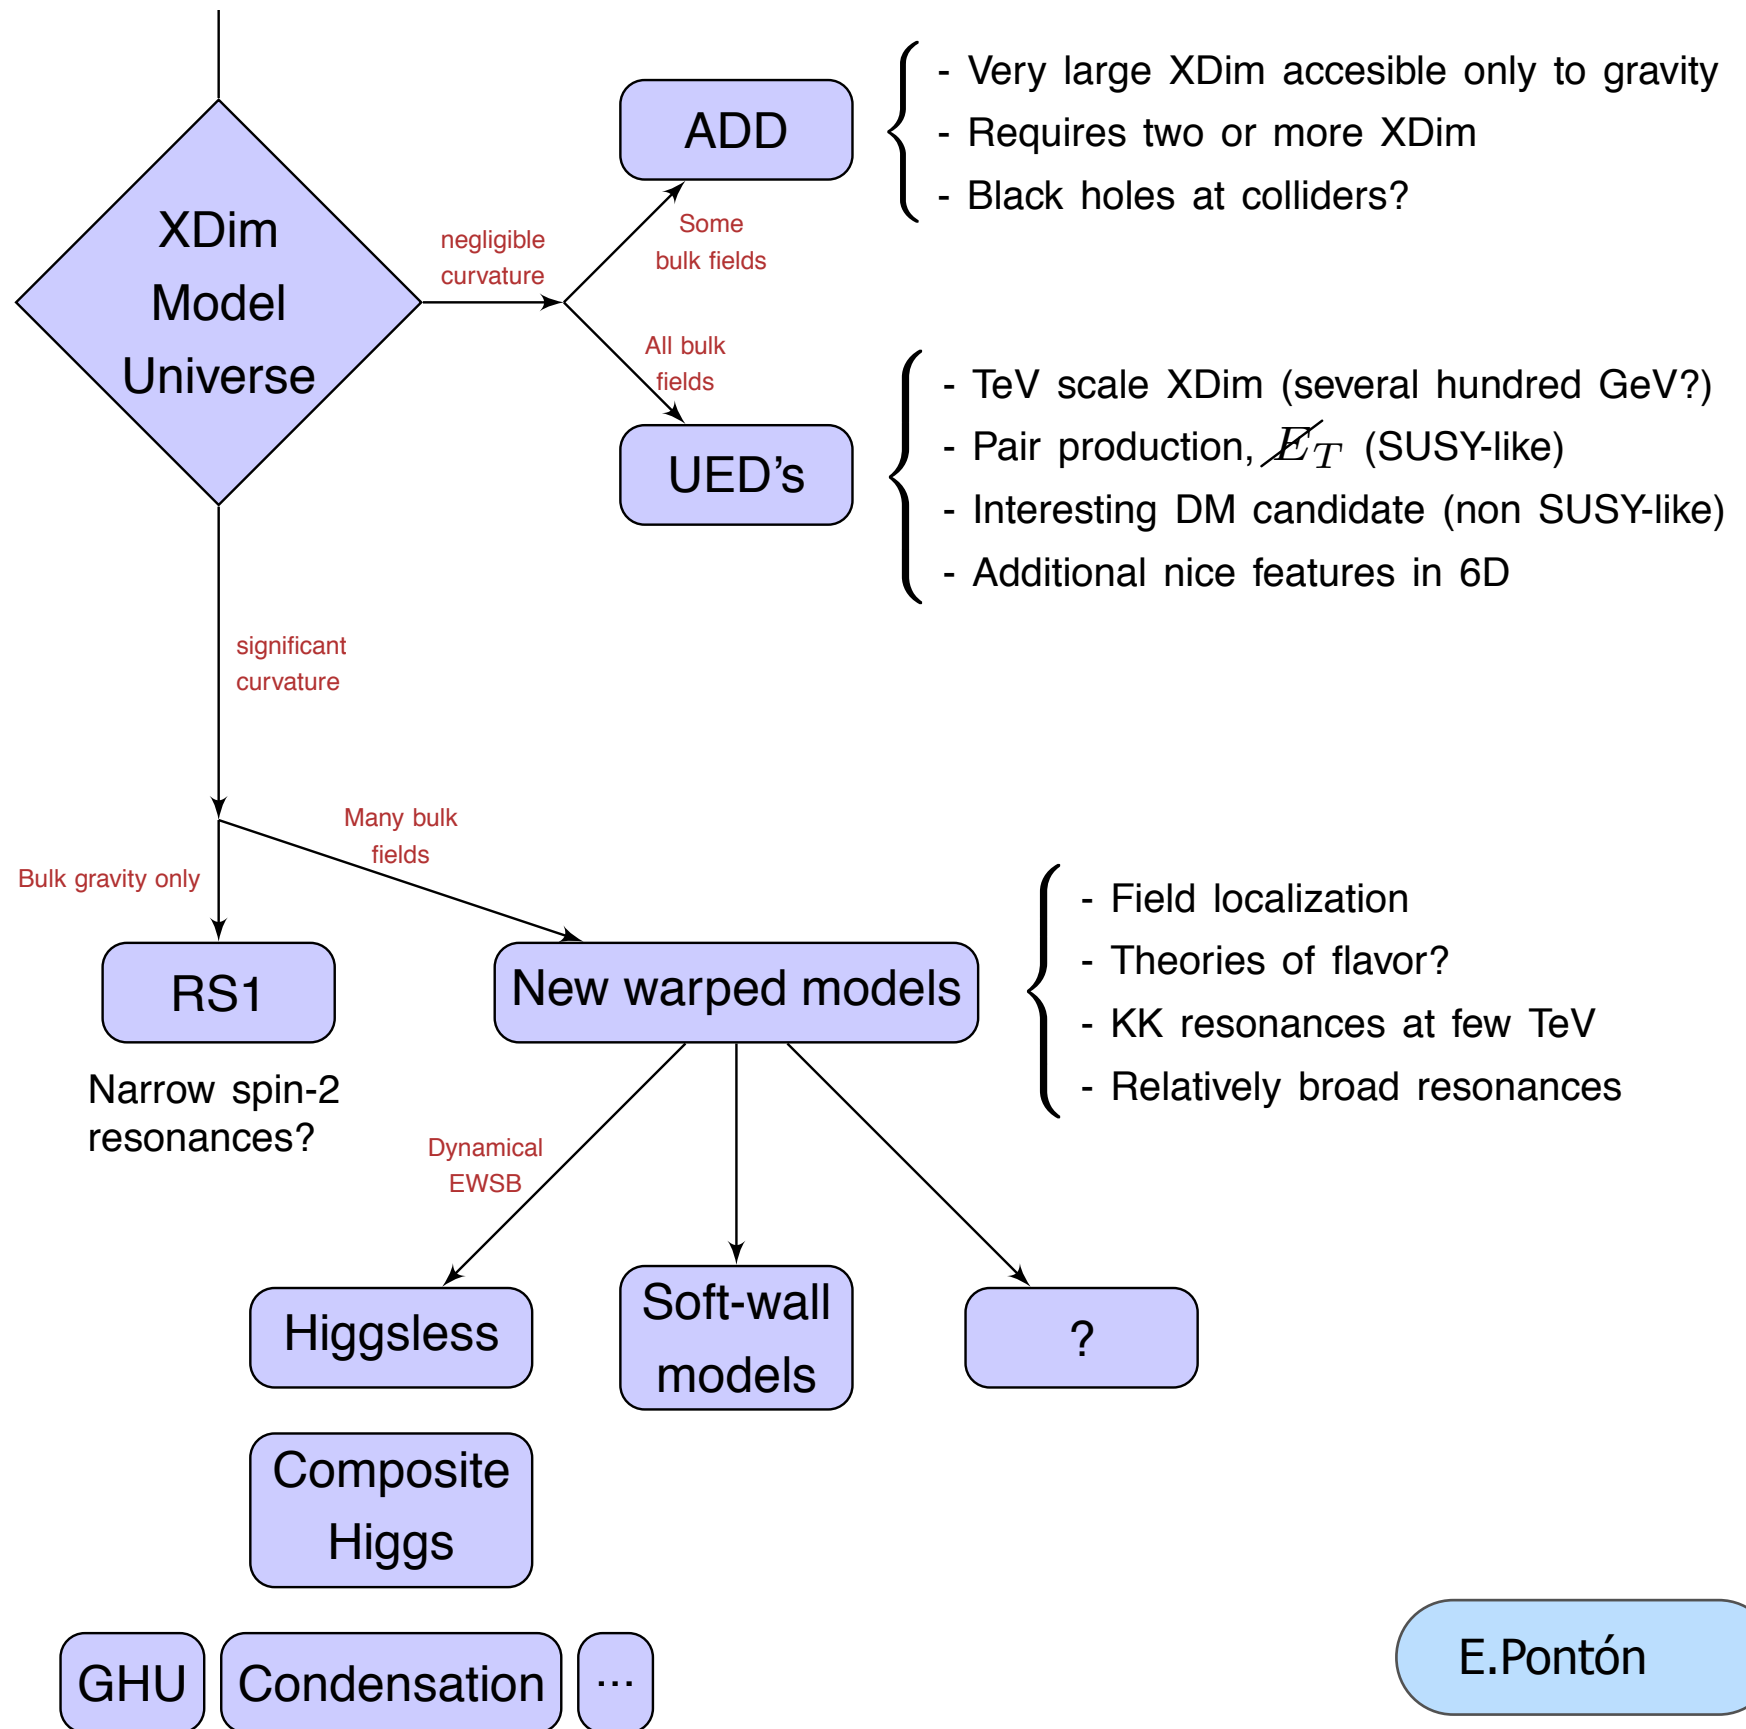 XDim
Model
Universe
negligible
curvature
Some
bulk fields
ADD
- Very large XDim accesible only to gravity
- Requires two or more XDim
- Black holes at colliders?
All bulk
fields
UED's
- TeV scale XDim (several hundred GeV?)
- Pair production, E̸_T (SUSY-like)
- Interesting DM candidate (non SUSY-like)
- Additional nice features in 6D
significant
curvature
Many bulk
fields
Bulk gravity only
RS1
Narrow spin-2
resonances?
New warped models
- Field localization
- Theories of flavor?
- KK resonances at few TeV
- Relatively broad resonances
Dynamical
EWSB
Higgsless
Soft-wall
models
?
Composite
Higgs
GHU
Condensation
...
E.Pontón